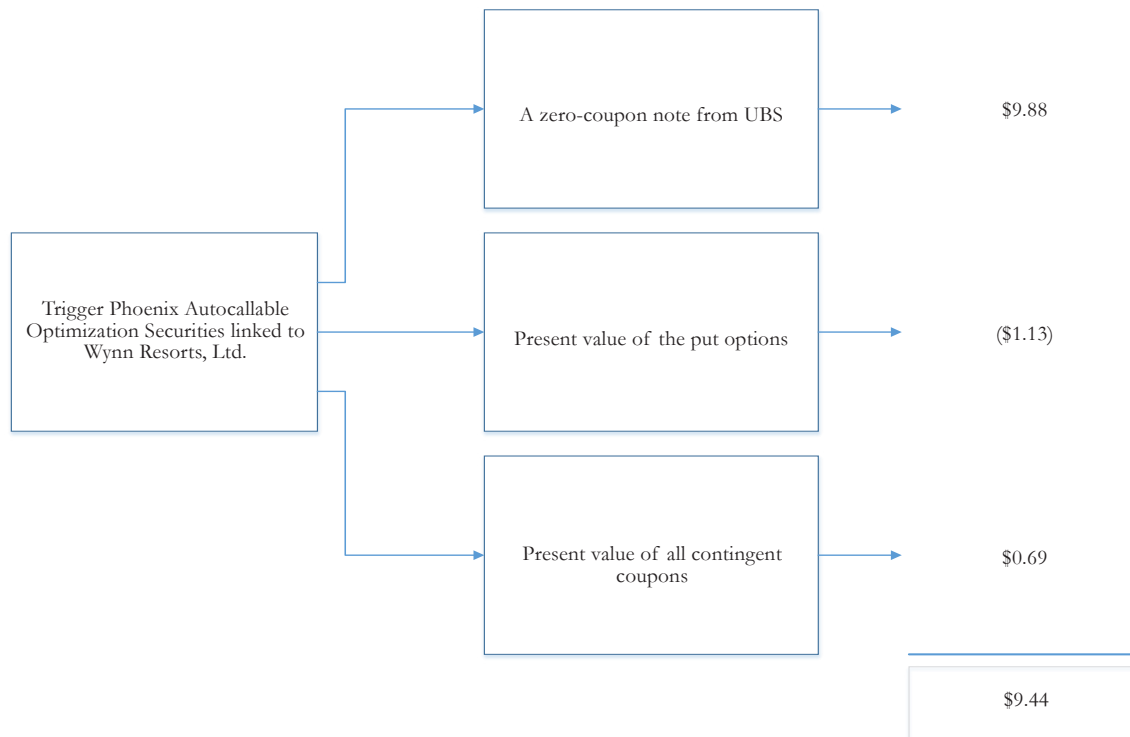 A zero-coupon note from UBS
$9.88
Trigger Phoenix Autocallable
Optimization Securities linked to
Wynn Resorts, Ltd.
Present value of the put options
($1.13)
Present value of all contingent
coupons
$0.69
$9.44